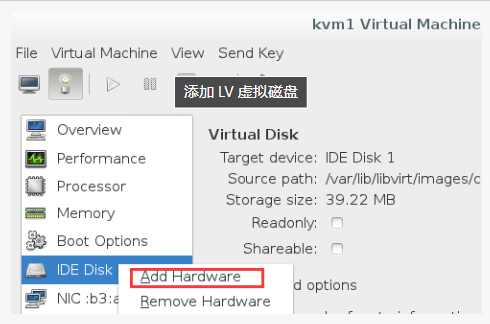 kvm1 Virtual Machine
File Virtual Machine View Send Key
添加 LV 虚拟磁盘
Overview
Performance
Processor
Memory
Boot Options
IDE Disk
NIC :b3:
Add Hardware
Remove Hardware
Virtual Disk
Target device: IDE Disk 1
Source path: /var/lib/libvirt/images/c
Storage size: 39.22 MB
Readonly:
Shareable:
d options